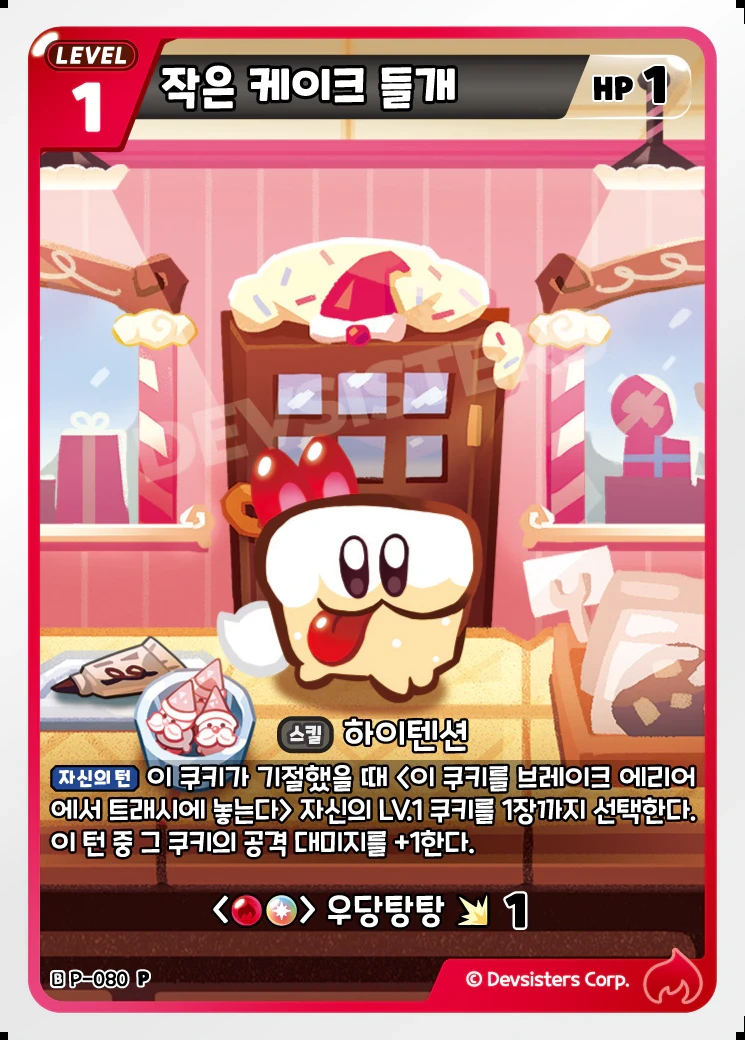 LEVEL
1
작은 케이크 들개
HP 1
DEVSISTERS
스킬 하이텐션
자신의 턴 이 쿠키가 기절했을 때 <이 쿠키를 브레이크 에리어
에서 트래시에 놓는다> 자신의 LV.1 쿠키를 1장까지 선택한다.
이 턴 중 그 쿠키의 공격 대미지를 +1한다.
< > 우당탕탕 1
B P-080 P
© Devsisters Corp.